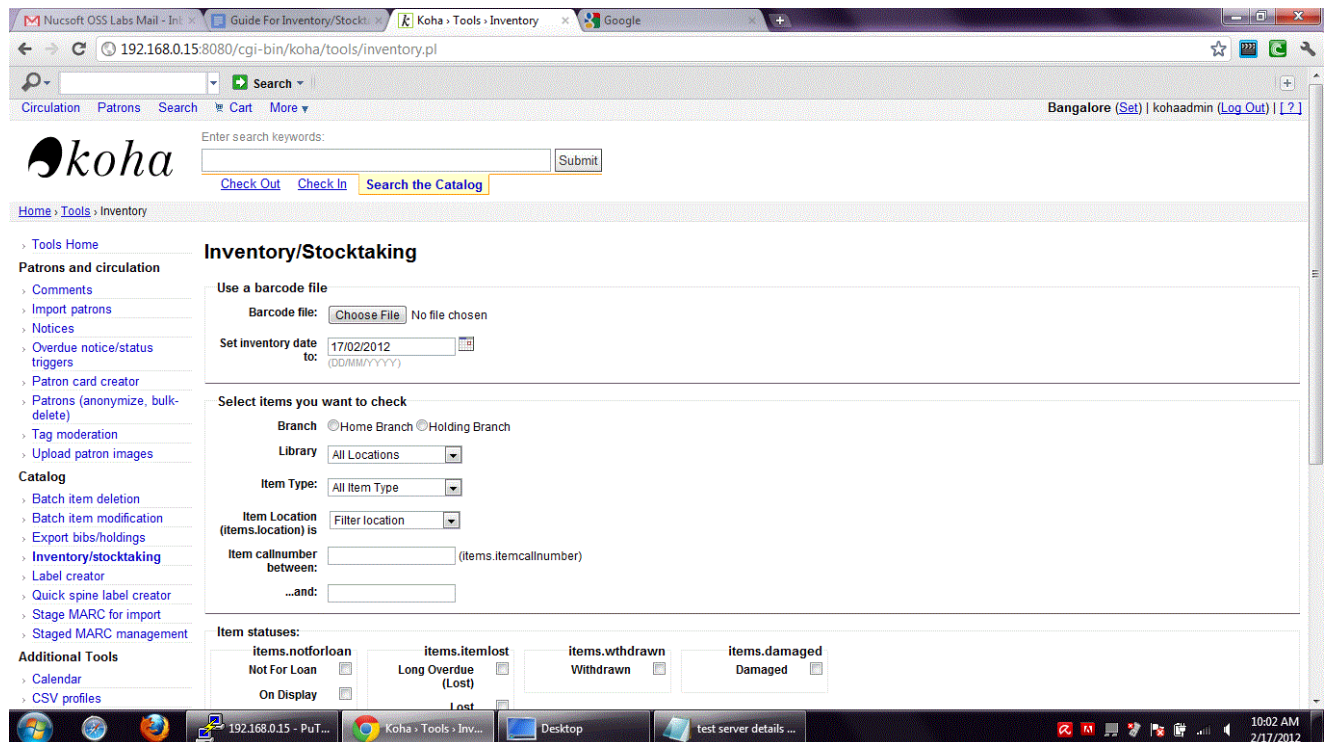 Nucsoft OSS Labs Mail - Inb
Guide For Inventory/Stockt
Koha › Tools › Inventory
Google
192.168.0.15:8080/cgi-bin/koha/tools/inventory.pl
Search
Circulation Patrons Search Cart More
Bangalore (Set) | kohaadmin (Log Out) | [ ? ]
koha
Enter search keywords:
Submit
Check Out Check In Search the Catalog
Home › Tools › Inventory
› Tools Home
Patrons and circulation
› Comments
› Import patrons
› Notices
› Overdue notice/status
triggers
› Patron card creator
› Patrons (anonymize, bulk-
delete)
› Tag moderation
› Upload patron images
Catalog
› Batch item deletion
› Batch item modification
› Export bibs/holdings
› Inventory/stocktaking
› Label creator
› Quick spine label creator
› Stage MARC for import
› Staged MARC management
Additional Tools
› Calendar
› CSV profiles
Inventory/Stocktaking
Use a barcode file
Barcode file: Choose File No file chosen
Set inventory date
to: 17/02/2012
(DD/MM/YYYY)
Select items you want to check
Branch Home Branch Holding Branch
Library All Locations
Item Type: All Item Type
Item Location
(items.location) is Filter location
Item callnumber
between: (items.itemcallnumber)
...and:
Item statuses:
items.notforloan items.itemlost items.wthdrawn items.damaged
Not For Loan Long Overdue
(Lost) Withdrawn Damaged
On Display Lost
192.168.0.15 - PuT...
Koha › Tools › Inv...
Desktop
test server details ...
10:02 AM
2/17/2012